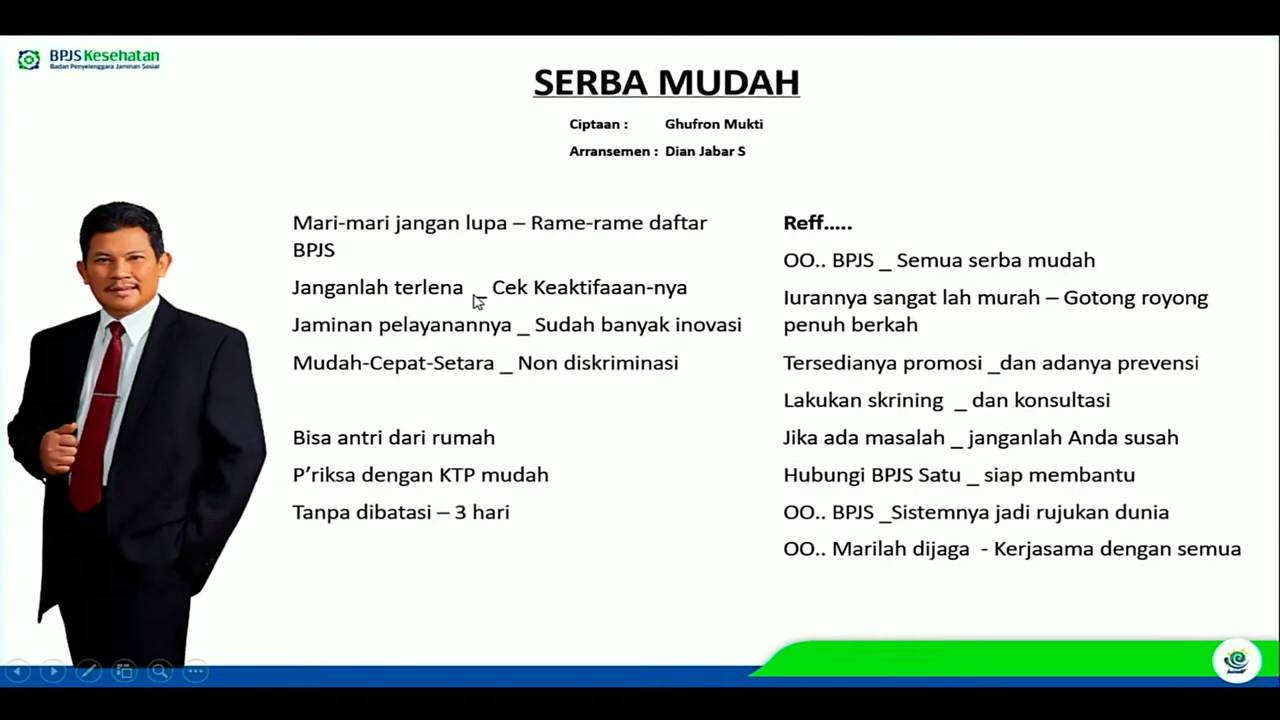 BPJS Kesehatan
Badan Penyelenggara Jaminan Sosial
SERBA MUDAH
Ciptaan : Ghufron Mukti
Arransemen : Dian Jabar S
Mari-mari jangan lupa – Rame-rame daftar
BPJS
Janganlah terlena _ Cek Keaktifaaan-nya
Jaminan pelayanannya _ Sudah banyak inovasi
Mudah-Cepat-Setara _ Non diskriminasi
Bisa antri dari rumah
P’riksa dengan KTP mudah
Tanpa dibatasi – 3 hari
Reff.....
OO.. BPJS _ Semua serba mudah
Iurannya sangat lah murah – Gotong royong
penuh berkah
Tersedianya promosi _dan adanya prevensi
Lakukan skrining _ dan konsultasi
Jika ada masalah _ janganlah Anda susah
Hubungi BPJS Satu _ siap membantu
OO.. BPJS _Sistemnya jadi rujukan dunia
OO.. Marilah dijaga - Kerjasama dengan semua